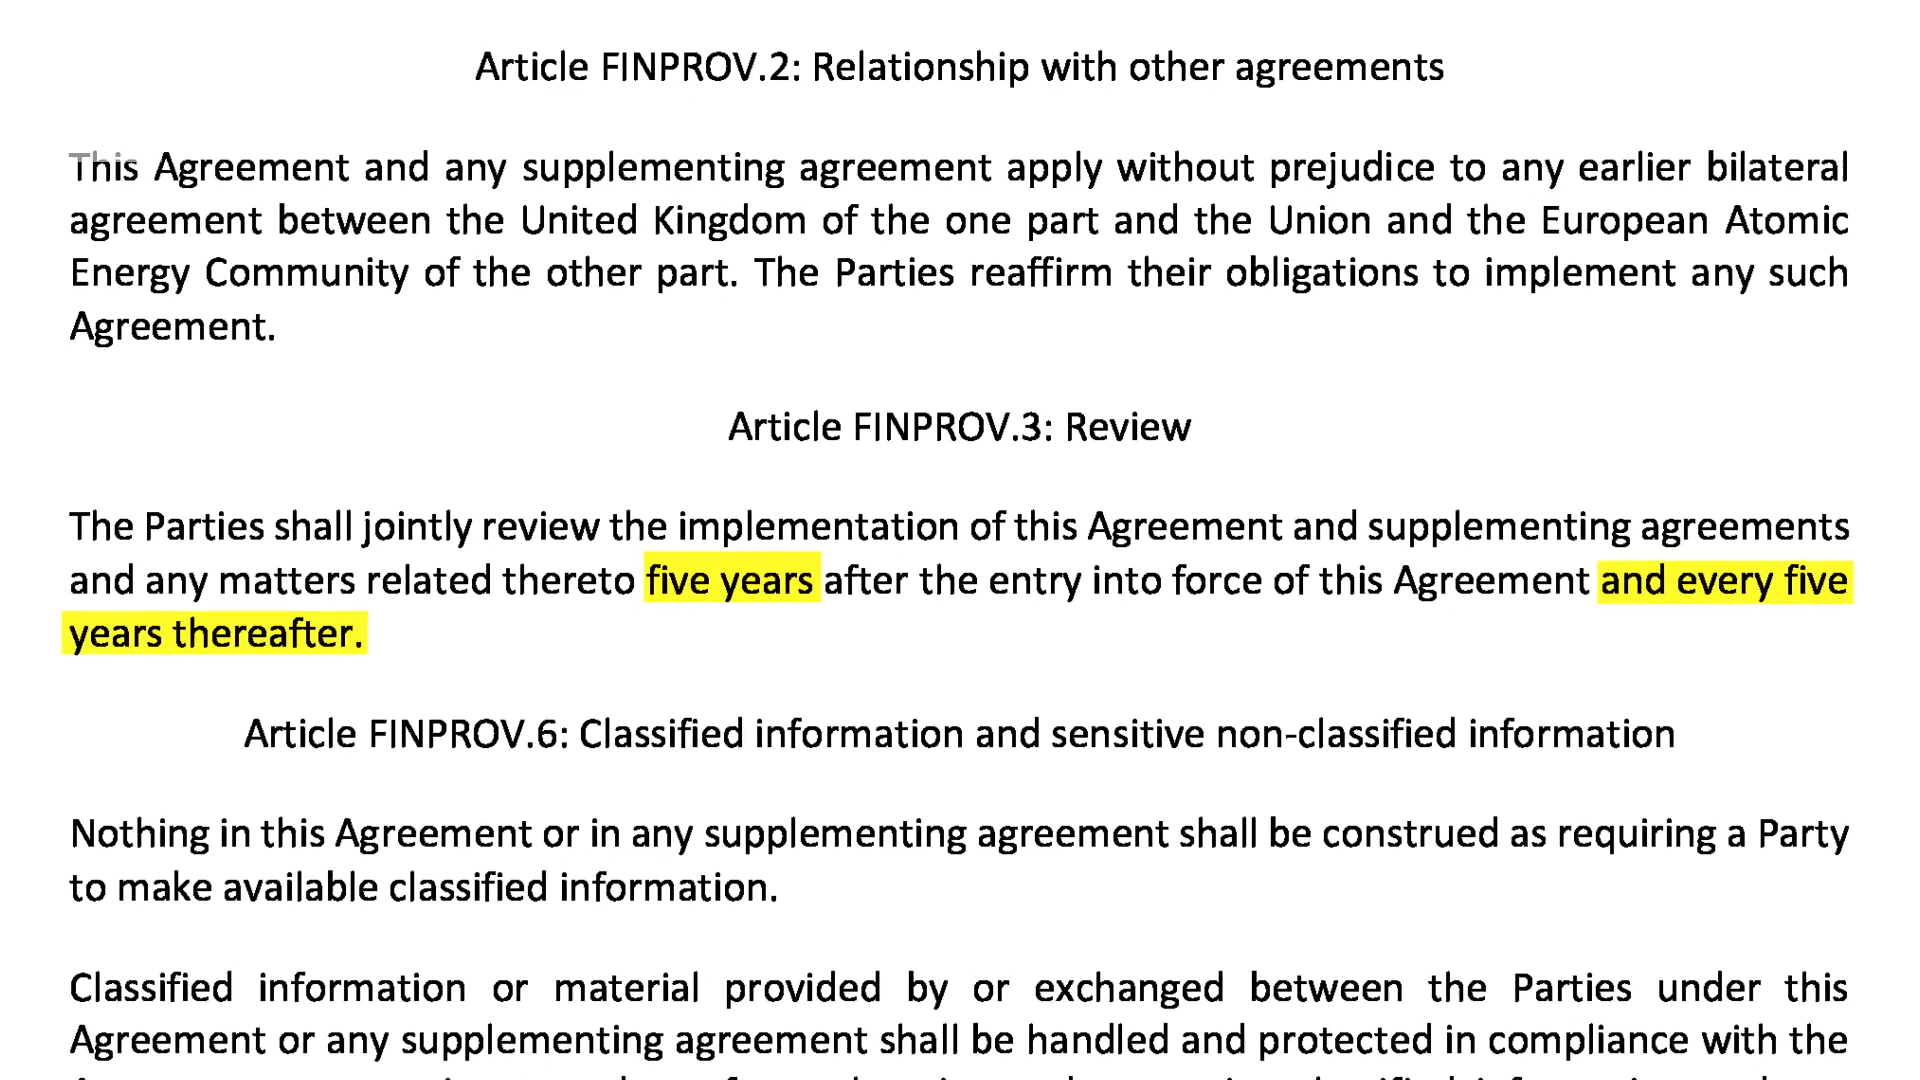 Article FINPROV.2: Relationship with other agreements
This Agreement and any supplementing agreement apply without prejudice to any earlier bilateral
agreement between the United Kingdom of the one part and the Union and the European Atomic
Energy Community of the other part. The Parties reaffirm their obligations to implement any such
Agreement.
Article FINPROV.3: Review
The Parties shall jointly review the implementation of this Agreement and supplementing agreements
and any matters related thereto five years after the entry into force of this Agreement and every five
years thereafter.
Article FINPROV.6: Classified information and sensitive non-classified information
Nothing in this Agreement or in any supplementing agreement shall be construed as requiring a Party
to make available classified information.
Classified information or material provided by or exchanged between the Parties under this
Agreement or any supplementing agreement shall be handled and protected in compliance with the